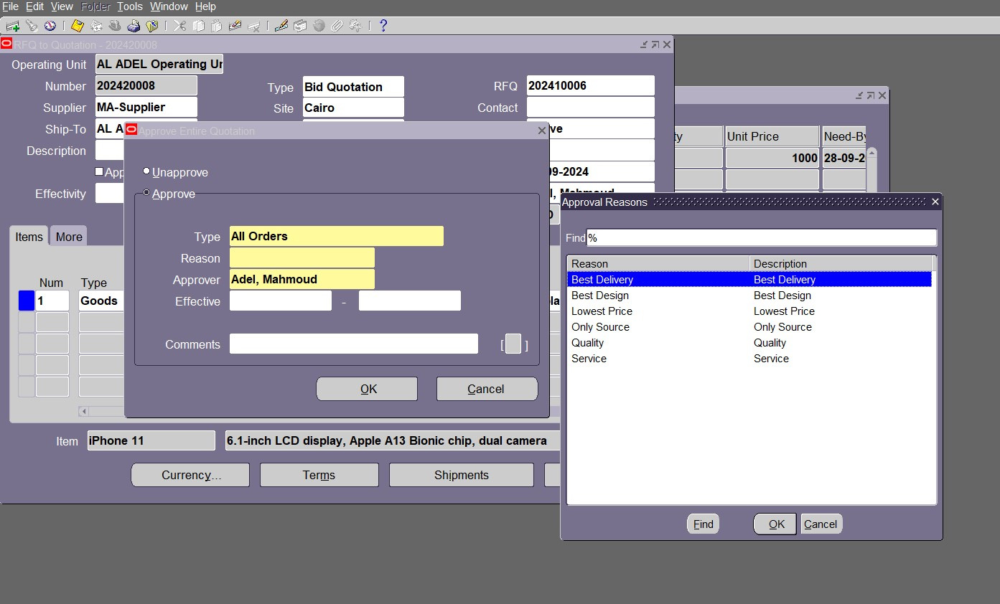 File Edit View Folder Tools Window Help
RFQ to Quotation - 202420008
Operating Unit AL ADEL Operating Ur
Number 202420008 Type Bid Quotation RFQ 202410006
Supplier MA-Supplier Site Cairo Contact
Ship-To AL A ve
Description
App 09-2024
Effectivity
Items More
Num Type
1 Goods
Item iPhone 11 6.1-inch LCD display, Apple A13 Bionic chip, dual camera
Currency... Terms Shipments
Approve Entire Quotation
Unapprove
Approve
Type All Orders
Reason
Approver Adel, Mahmoud
Effective -
Comments [ ]
OK Cancel
ty Unit Price Need-By
1000 28-09-2
Approval Reasons
Find %
Reason Description
Best Delivery Best Delivery
Best Design Best Design
Lowest Price Lowest Price
Only Source Only Source
Quality Quality
Service Service
Find OK Cancel